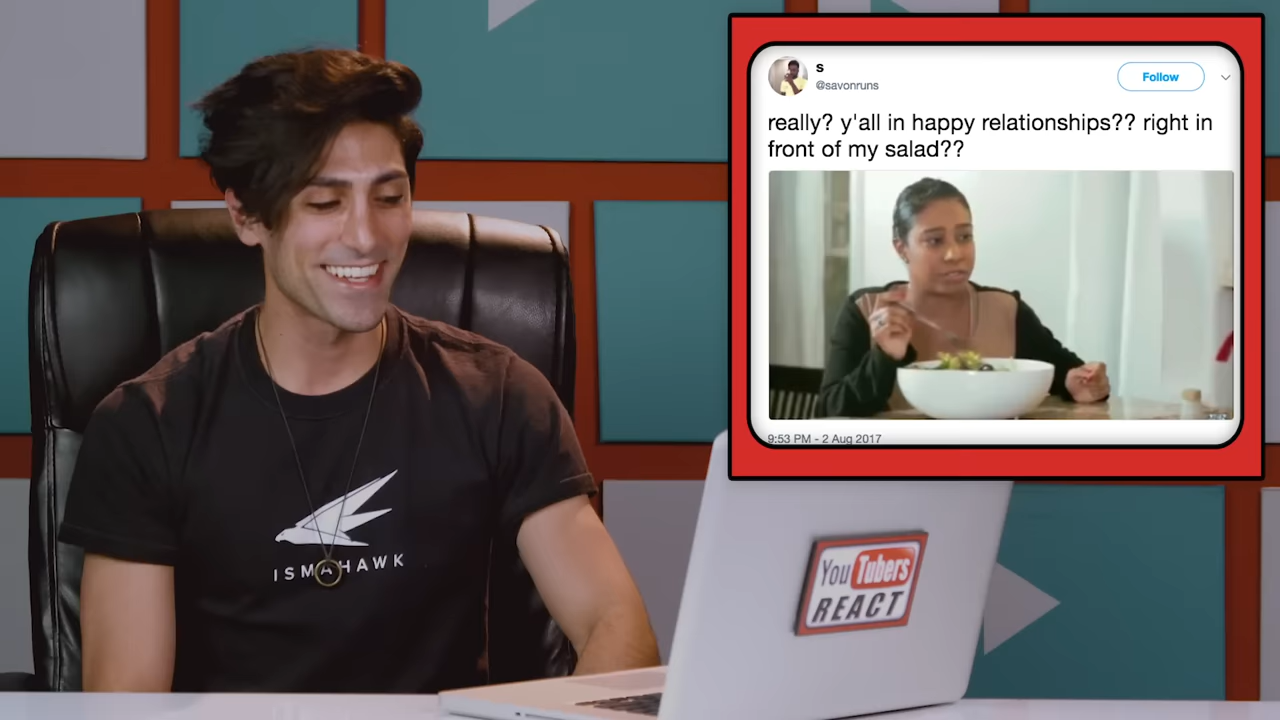 s
@savonruns
Follow
really? y'all in happy relationships?? right in
front of my salad??
9:53 PM - 2 Aug 2017
ISMAHAWK
YouTubers
REACT